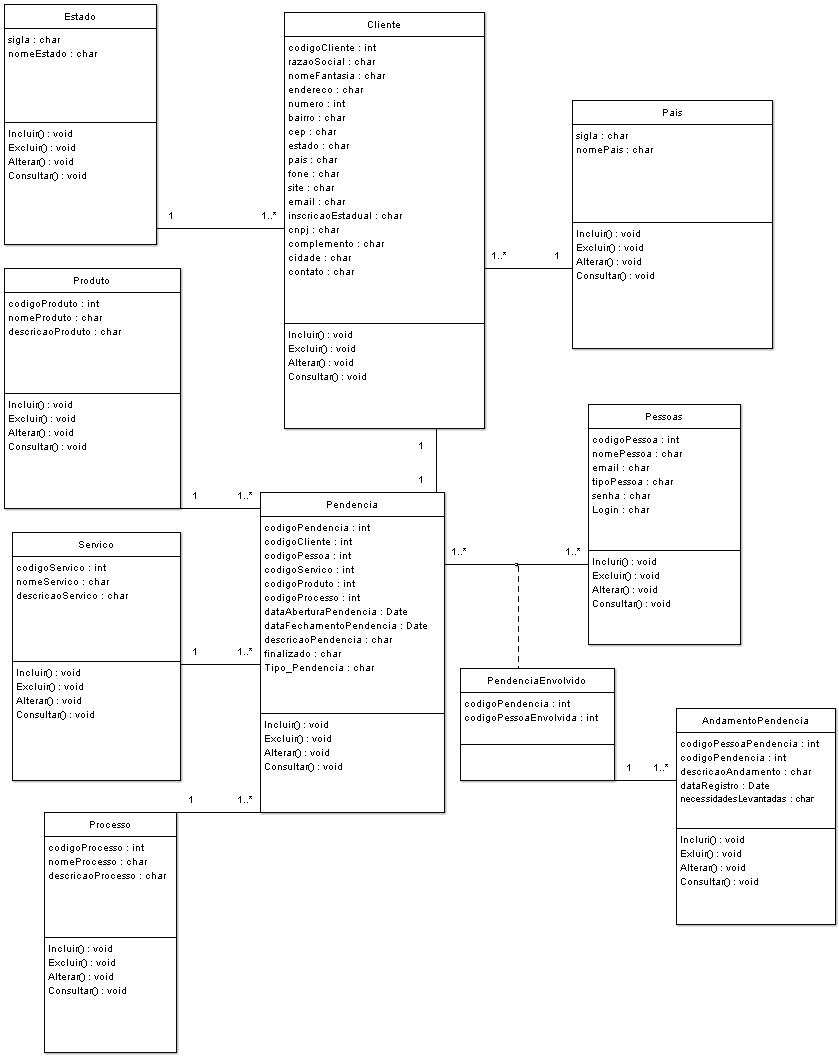 Estado
sigla : char
nomeEstado : char
Incluir() : void
Excluir() : void
Alterar() : void
Consultar() : void
1
1..*
Cliente
codigoCliente : int
razaoSocial : char
nomeFantasia : char
endereco : char
numero : int
bairro : char
cep : char
estado : char
pais : char
fone : char
site : char
email : char
inscricaoEstadual : char
cnpj : char
complemento : char
cidade : char
contato : char
Incluir() : void
Excluir() : void
Alterar() : void
Consultar() : void
1..*
1
Pais
sigla : char
nomePais : char
Incluir() : void
Excluir() : void
Alterar() : void
Consultar() : void
Produto
codigoProduto : int
nomeProduto : char
descricaoProduto : char
Incluir() : void
Excluir() : void
Alterar() : void
Consultar() : void
1
1..*
1
1
Pendencia
codigoPendencia : int
codigoCliente : int
codigoPessoa : int
codigoServico : int
codigoProduto : int
codigoProcesso : int
dataAberturaPendencia : Date
dataFechamentoPendencia : Date
descricaoPendencia : char
finalizado : char
Tipo_Pendencia : char
Incluir() : void
Excluir() : void
Alterar() : void
Consultar() : void
1..*
1..*
Pessoas
codigoPessoa : int
nomePessoa : char
email : char
tipoPessoa : char
senha : char
Login : char
Incluri() : void
Excluir() : void
Alterar() : void
Consultar() : void
Servico
codigoServico : int
nomeServico : char
descricaoServico : char
Incluir() : void
Excluir() : void
Alterar() : void
Consultar() : void
1
1..*
PendenciaEnvolvido
codigoPendencia : int
codigoPessoaEnvolvida : int
1
1..*
AndamentoPendencia
codigoPessoaPendencia : int
codigoPendencia : int
descricaoAndamento : char
dataRegistro : Date
necessidadesLevantadas : char
Incluri() : void
Exluir() : void
Alterar() : void
Consultar() : void
1
1..*
Processo
codigoProcesso : int
nomeProcesso : char
descricaoProcesso : char
Incluir() : void
Excluir() : void
Alterar() : void
Consultar() : void